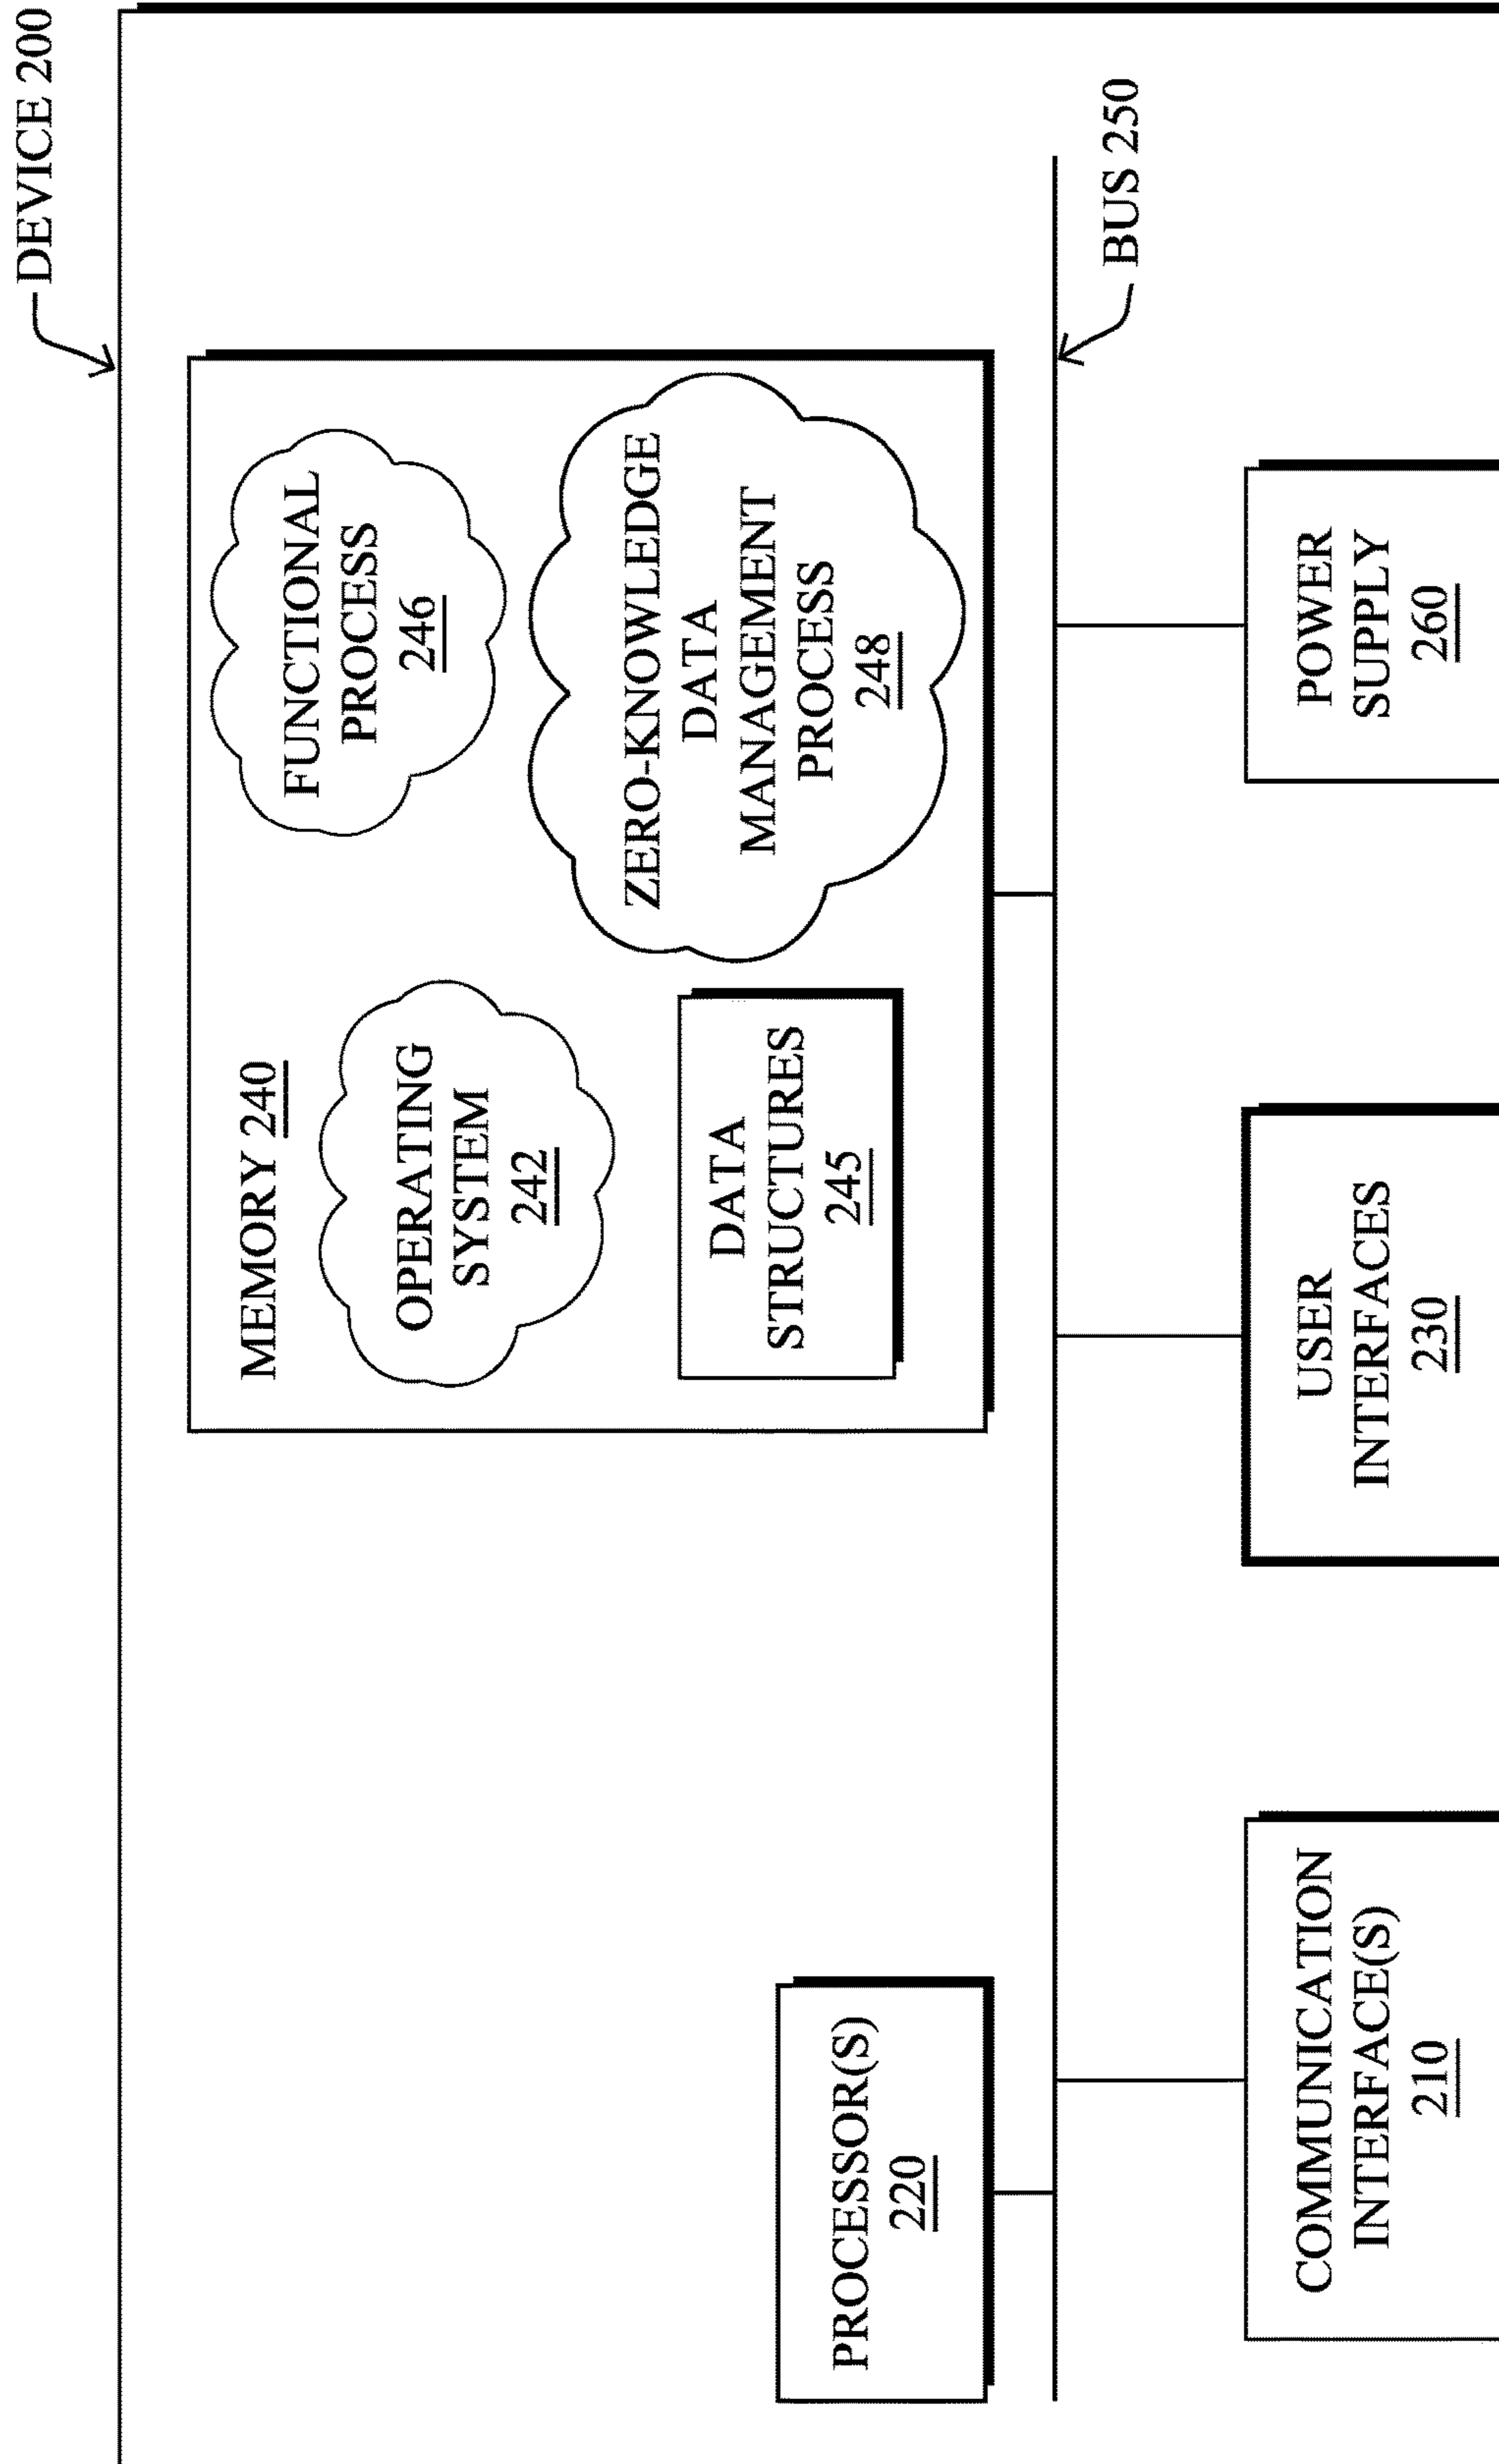 DEVICE 200
MEMORY 240
OPERATING
SYSTEM
242
FUNCTIONAL
PROCESS
246
DATA
STRUCTURES
245
ZERO-KNOWLEDGE
DATA
MANAGEMENT
PROCESS
248
PROCESSOR(S)
220
BUS 250
COMMUNICATION
INTERFACE(S)
210
USER
INTERFACES
230
POWER
SUPPLY
260